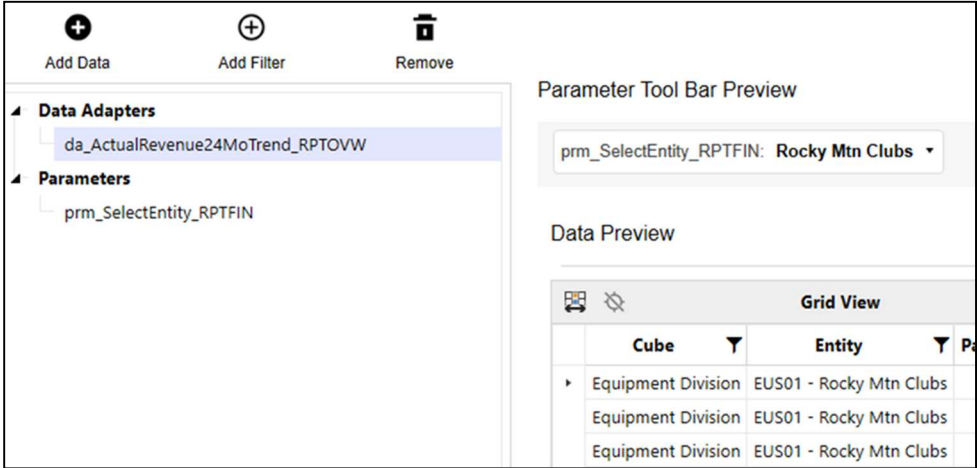 Add Data
Add Filter
Remove
Data Adapters
da_ActualRevenue24MoTrend_RPTOVW
Parameters
prm_SelectEntity_RPTFIN
Parameter Tool Bar Preview
prm_SelectEntity_RPTFIN: Rocky Mtn Clubs
Data Preview
Grid View
Cube Entity
Equipment Division EUS01 - Rocky Mtn Clubs
Equipment Division EUS01 - Rocky Mtn Clubs
Equipment Division EUS01 - Rocky Mtn Clubs